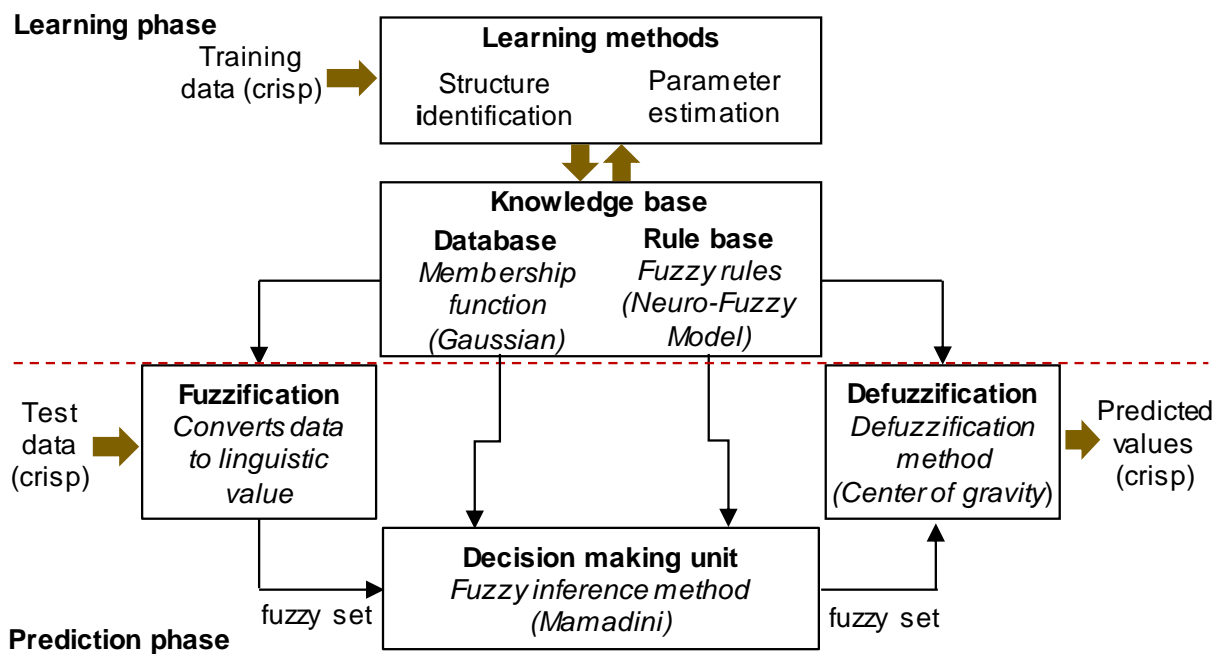 Learning phase
Training
data (crisp)
Learning methods
Structure
identification
Parameter
estimation
Knowledge base
Database
Membership
function
(Gaussian)
Rule base
Fuzzy rules
(Neuro-Fuzzy
Model)
Test
data
(crisp)
Fuzzification
Converts data
to linguistic
value
Defuzzification
Defuzzification
method
(Center of gravity)
Predicted
values
(crisp)
fuzzy set
Decision making unit
Fuzzy inference method
(Mamadini)
fuzzy set
Prediction phase